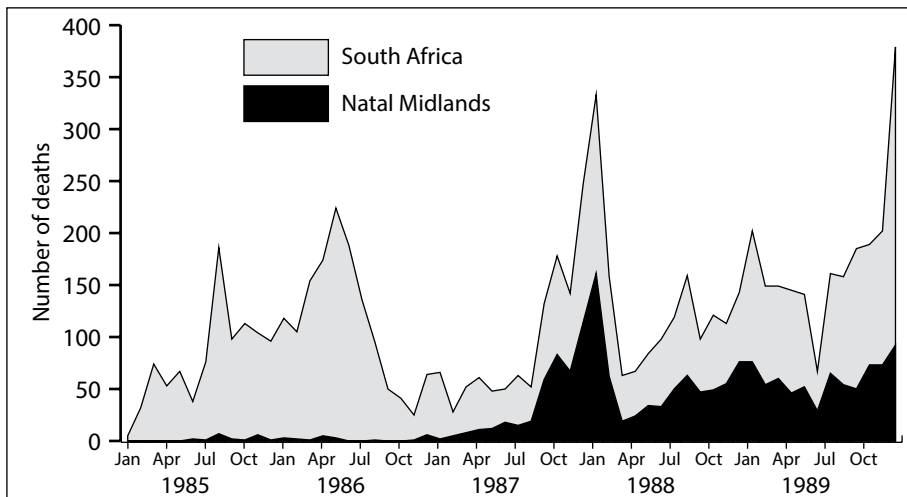 400
350
300
250
200
150
100
50
0
Number of deaths
South Africa
Natal Midlands
Jan Apr Jul Oct Jan Apr Jul Oct Jan Apr Jul Oct Jan Apr Jul Oct Jan Apr Jul Oct
1985 1986 1987 1988 1989